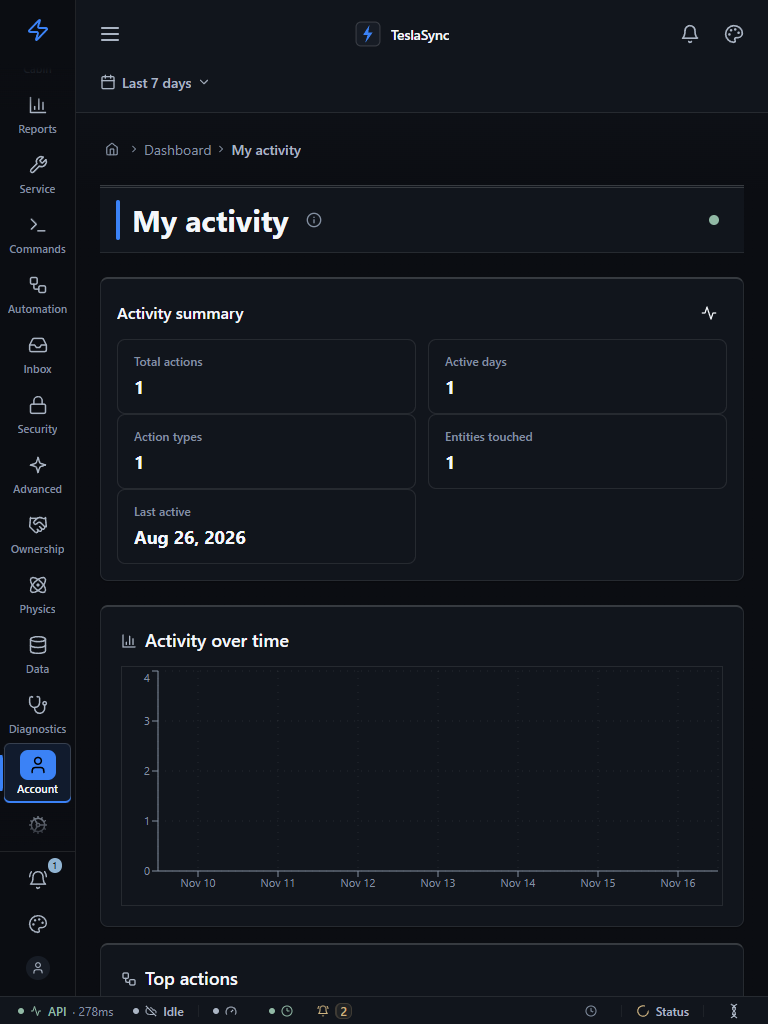 TeslaSync
Last 7 days
Dashboard
My activity
Reports
Service
Commands
Automation
Inbox
Security
Advanced
Ownership
Physics
Data
Diagnostics
Account
1
My activity
Activity summary
Total actions
1
Active days
1
Action types
1
Entities touched
1
Last active
Aug 26, 2026
Activity over time
4
3
2
1
0
Nov 10
Nov 11
Nov 12
Nov 13
Nov 14
Nov 15
Nov 16
Top actions
API · 278ms
Idle
2
Status